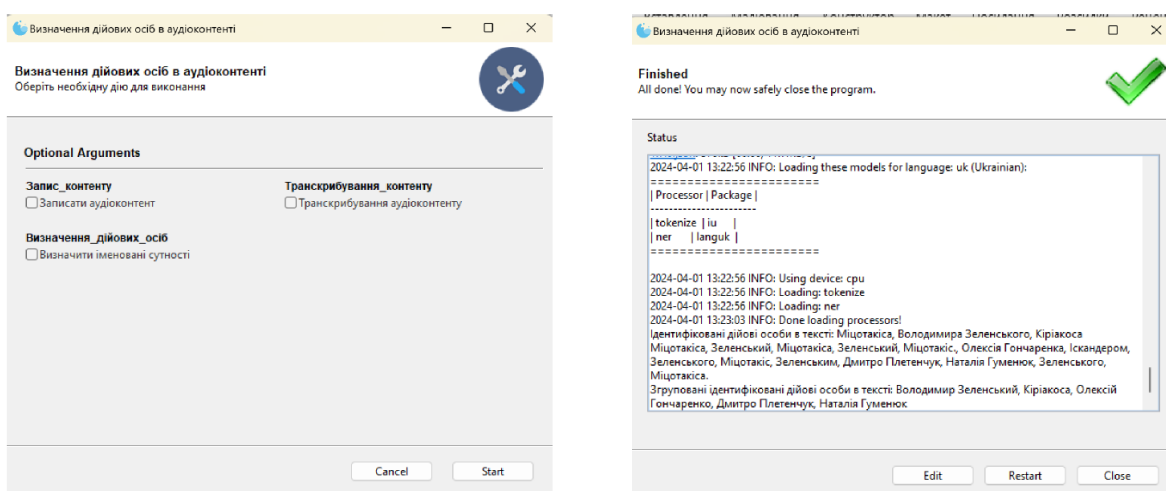 Визначення дійових осіб в аудіоконтенті
Визначення дійових осіб в аудіоконтенті
Оберіть необхідну дію для виконання
Optional Arguments
Запис_контенту
Записати аудіоконтент
Транскрибування_контенту
Транскрибування аудіоконтенту
Визначення_дійових_осіб
Визначити іменовані сутності
Cancel
Start
Визначення дійових осіб в аудіоконтенті
Finished
All done! You may now safely close the program.
Status
2024-04-01 13:22:56 INFO: Loading these models for language: uk (Ukrainian):
=======================
| Processor | Package |
-----------------------
| tokenize | iu |
| ner | languk |
=======================
2024-04-01 13:22:56 INFO: Using device: cpu
2024-04-01 13:22:56 INFO: Loading: tokenize
2024-04-01 13:22:56 INFO: Loading: ner
2024-04-01 13:23:03 INFO: Done loading processors!
Ідентифіковані дійові особи в тексті: Міцотакіса, Володимира Зеленського, Кіріакоса
Міцотакіса, Зеленський, Міцотакіса, Зеленський, Міцотакіс., Олексія Гончаренка, Іскандером,
Зеленського, Міцотакіс, Зеленським, Дмитро Плетенчук, Наталія Гуменюк, Зеленського,
Міцотакіса.
Згруповані ідентифіковані дійові особи в тексті: Володимир Зеленський, Кіріакоса, Олексій
Гончаренко, Дмитро Плетенчук, Наталія Гуменюк
Edit
Restart
Close